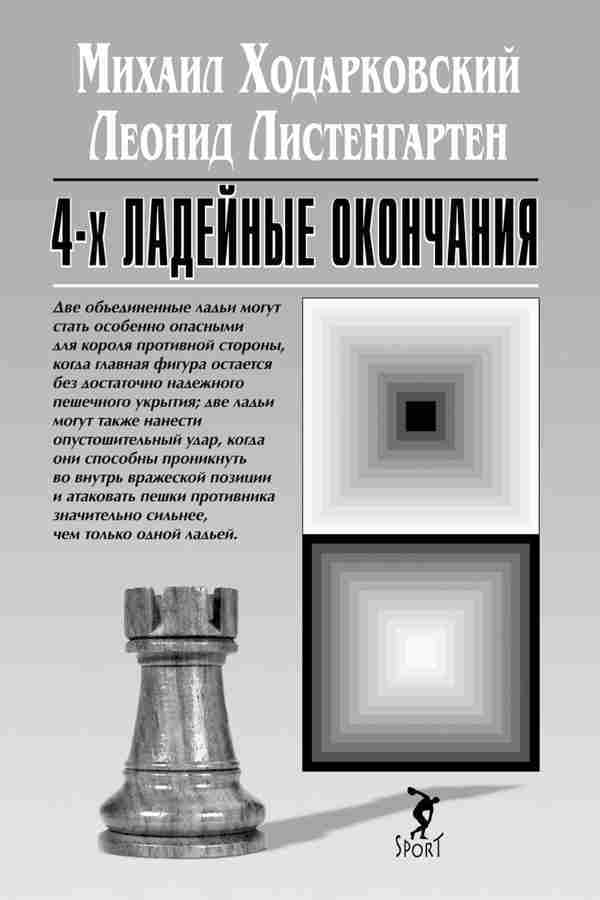 Михаил Ходарковский
Леонид Листенгартен
4-х ЛАДЕЙНЫЕ ОКОНЧАНИЯ
Две объединенные ладьи могут
стать особенно опасными
для короля противной стороны,
когда главная фигура остается
без достаточно надежного
пешечного укрытия; две ладьи
могут также нанести
опустошительный удар, когда
они способны проникнуть
во внутрь вражеской позиции
и атаковать пешки противника
значительно сильнее,
чем только одной ладьей.
SPORT